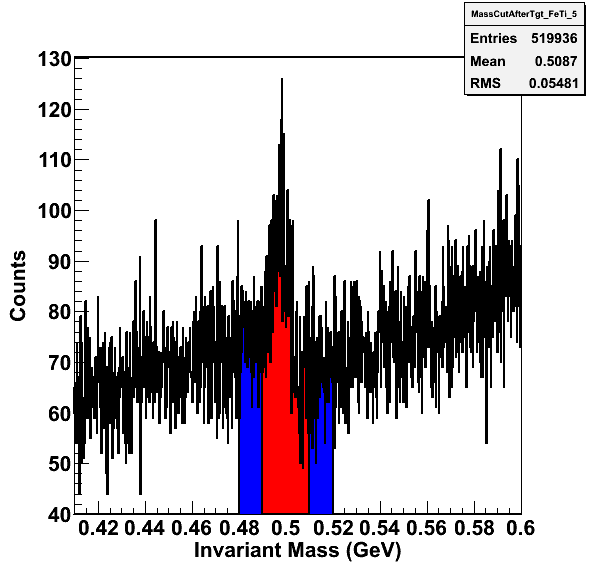 MassCutAfterTgt_FeTi_5
Entries 519936
Mean 0.5087
RMS 0.05481
130
120
110
100
90
80
70
60
50
40
Counts
0.42 0.44 0.46 0.48 0.5 0.52 0.54 0.56 0.58 0.6
Invariant Mass (GeV)